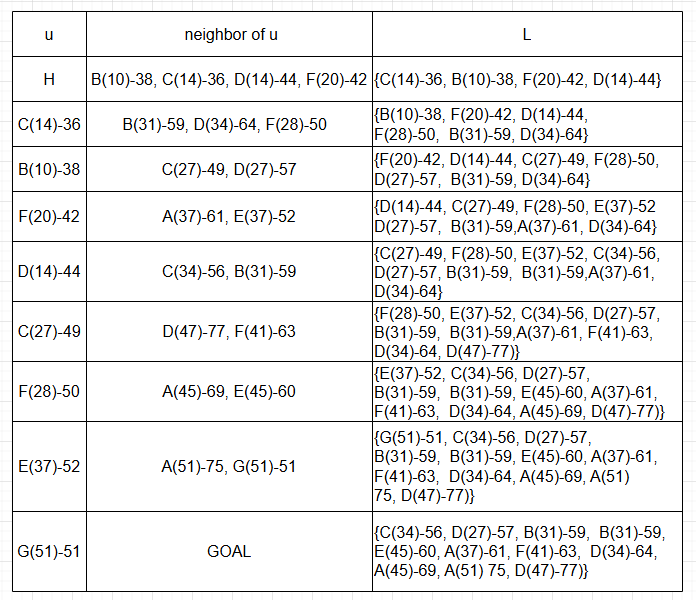 u neighbor of u L
H B(10)-38, C(14)-36, D(14)-44, F(20)-42 {C(14)-36, B(10)-38, F(20)-42, D(14)-44}
C(14)-36 B(31)-59, D(34)-64, F(28)-50 {B(10)-38, F(20)-42, D(14)-44,
F(28)-50, B(31)-59, D(34)-64}
B(10)-38 C(27)-49, D(27)-57 {F(20)-42, D(14)-44, C(27)-49, F(28)-50,
D(27)-57, B(31)-59, D(34)-64}
F(20)-42 A(37)-61, E(37)-52 {D(14)-44, C(27)-49, F(28)-50, E(37)-52
D(27)-57, B(31)-59,A(37)-61, D(34)-64}
D(14)-44 C(34)-56, B(31)-59 {C(27)-49, F(28)-50, E(37)-52, C(34)-56,
D(27)-57, B(31)-59, B(31)-59,A(37)-61,
D(34)-64}
C(27)-49 D(47)-77, F(41)-63 {F(28)-50, E(37)-52, C(34)-56, D(27)-57,
B(31)-59, B(31)-59,A(37)-61, F(41)-63,
D(34)-64, D(47)-77)}
F(28)-50 A(45)-69, E(45)-60 {E(37)-52, C(34)-56, D(27)-57,
B(31)-59, B(31)-59, E(45)-60, A(37)-61,
F(41)-63, D(34)-64, A(45)-69, D(47)-77)}
E(37)-52 A(51)-75, G(51)-51 {G(51)-51, C(34)-56, D(27)-57,
B(31)-59, B(31)-59, E(45)-60, A(37)-61,
F(41)-63, D(34)-64, A(45)-69, A(51)
75, D(47)-77)}
G(51)-51 GOAL {C(34)-56, D(27)-57, B(31)-59, B(31)-59,
E(45)-60, A(37)-61, F(41)-63, D(34)-64,
A(45)-69, A(51) 75, D(47)-77)}